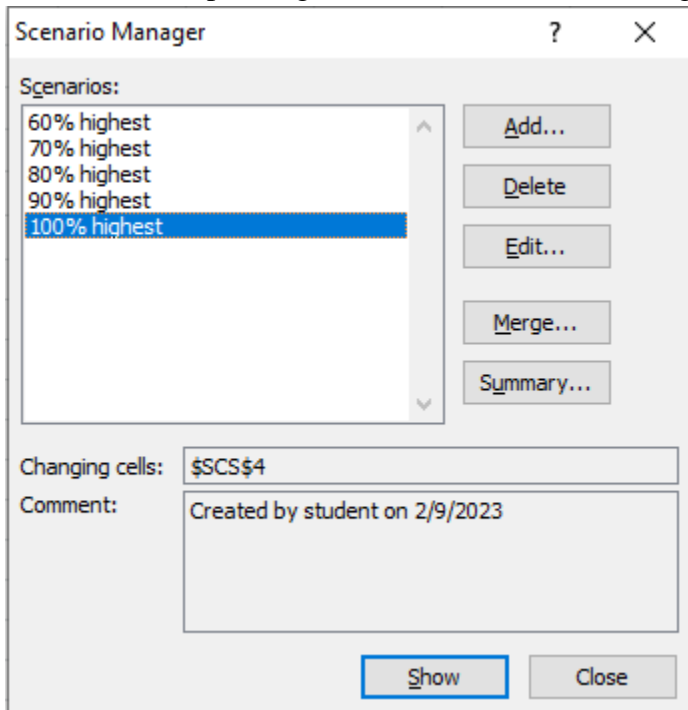 Scenario Manager ? ×
Scenarios:
60% highest
70% highest
80% highest
90% highest
100% highest
Add...
Delete
Edit...
Merge...
Summary...
Changing cells: $SCS$4
Comment: Created by student on 2/9/2023
Show Close